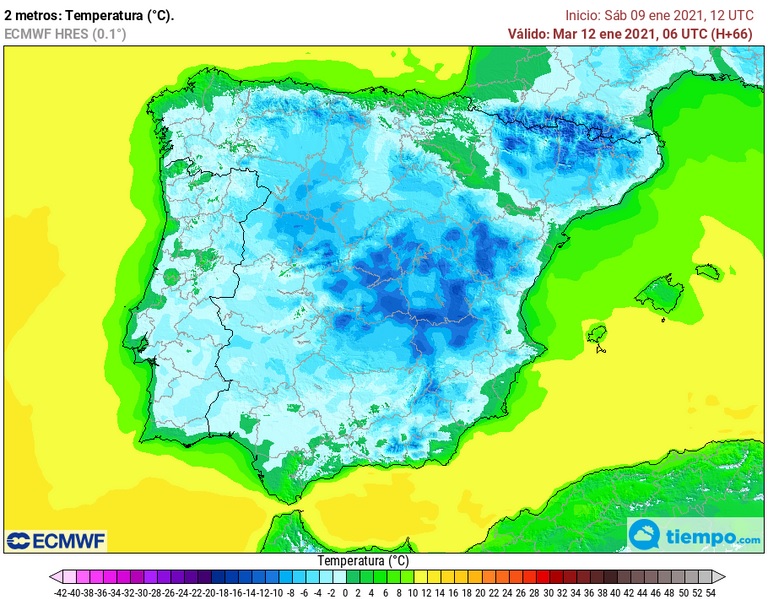 2 metros: Temperatura (°C).
Inicio: Sáb 09 ene 2021, 12 UTC
ECMWF HRES (0.1°)
Válido: Mar 12 ene 2021, 06 UTC (H+66)
ECMWF
tiempo.com
Temperatura (°C)
-42 -40 -38 -36 -34 -32 -30 -28 -26 -24 -22 -20 -18 -16 -14 -12 -10 -8 -6 -4 -2 0 2 4 6 8 10 12 14 16 18 20 22 24 26 28 30 32 34 36 38 40 42 44 46 48 50 52 54